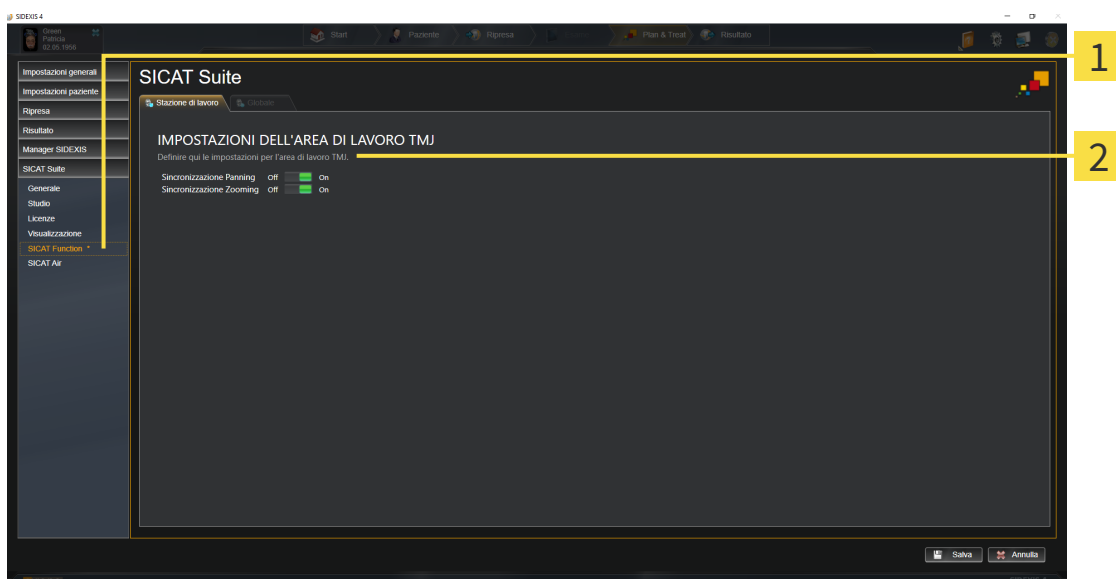 SIDEXIS 4
Green
Patricia
02.05.1956
Start
Paziente
Ripresa
Plan & Treat
Risultato
1
Impostazioni generali
Impostazioni paziente
Ripresa
Risultato
Manager SIDEXIS
SICAT Suite
Generale
Studio
Licenze
Visualizzazione
SICAT Function *
SICAT Air
SICAT Suite
Stazione di lavoro
Globale
IMPOSTAZIONI DELL'AREA DI LAVORO TMJ
Definire qui le impostazioni per l'area di lavoro TMJ.
2
Sincronizzazione Panning Off On
Sincronizzazione Zooming Off On
Salva
Annulla